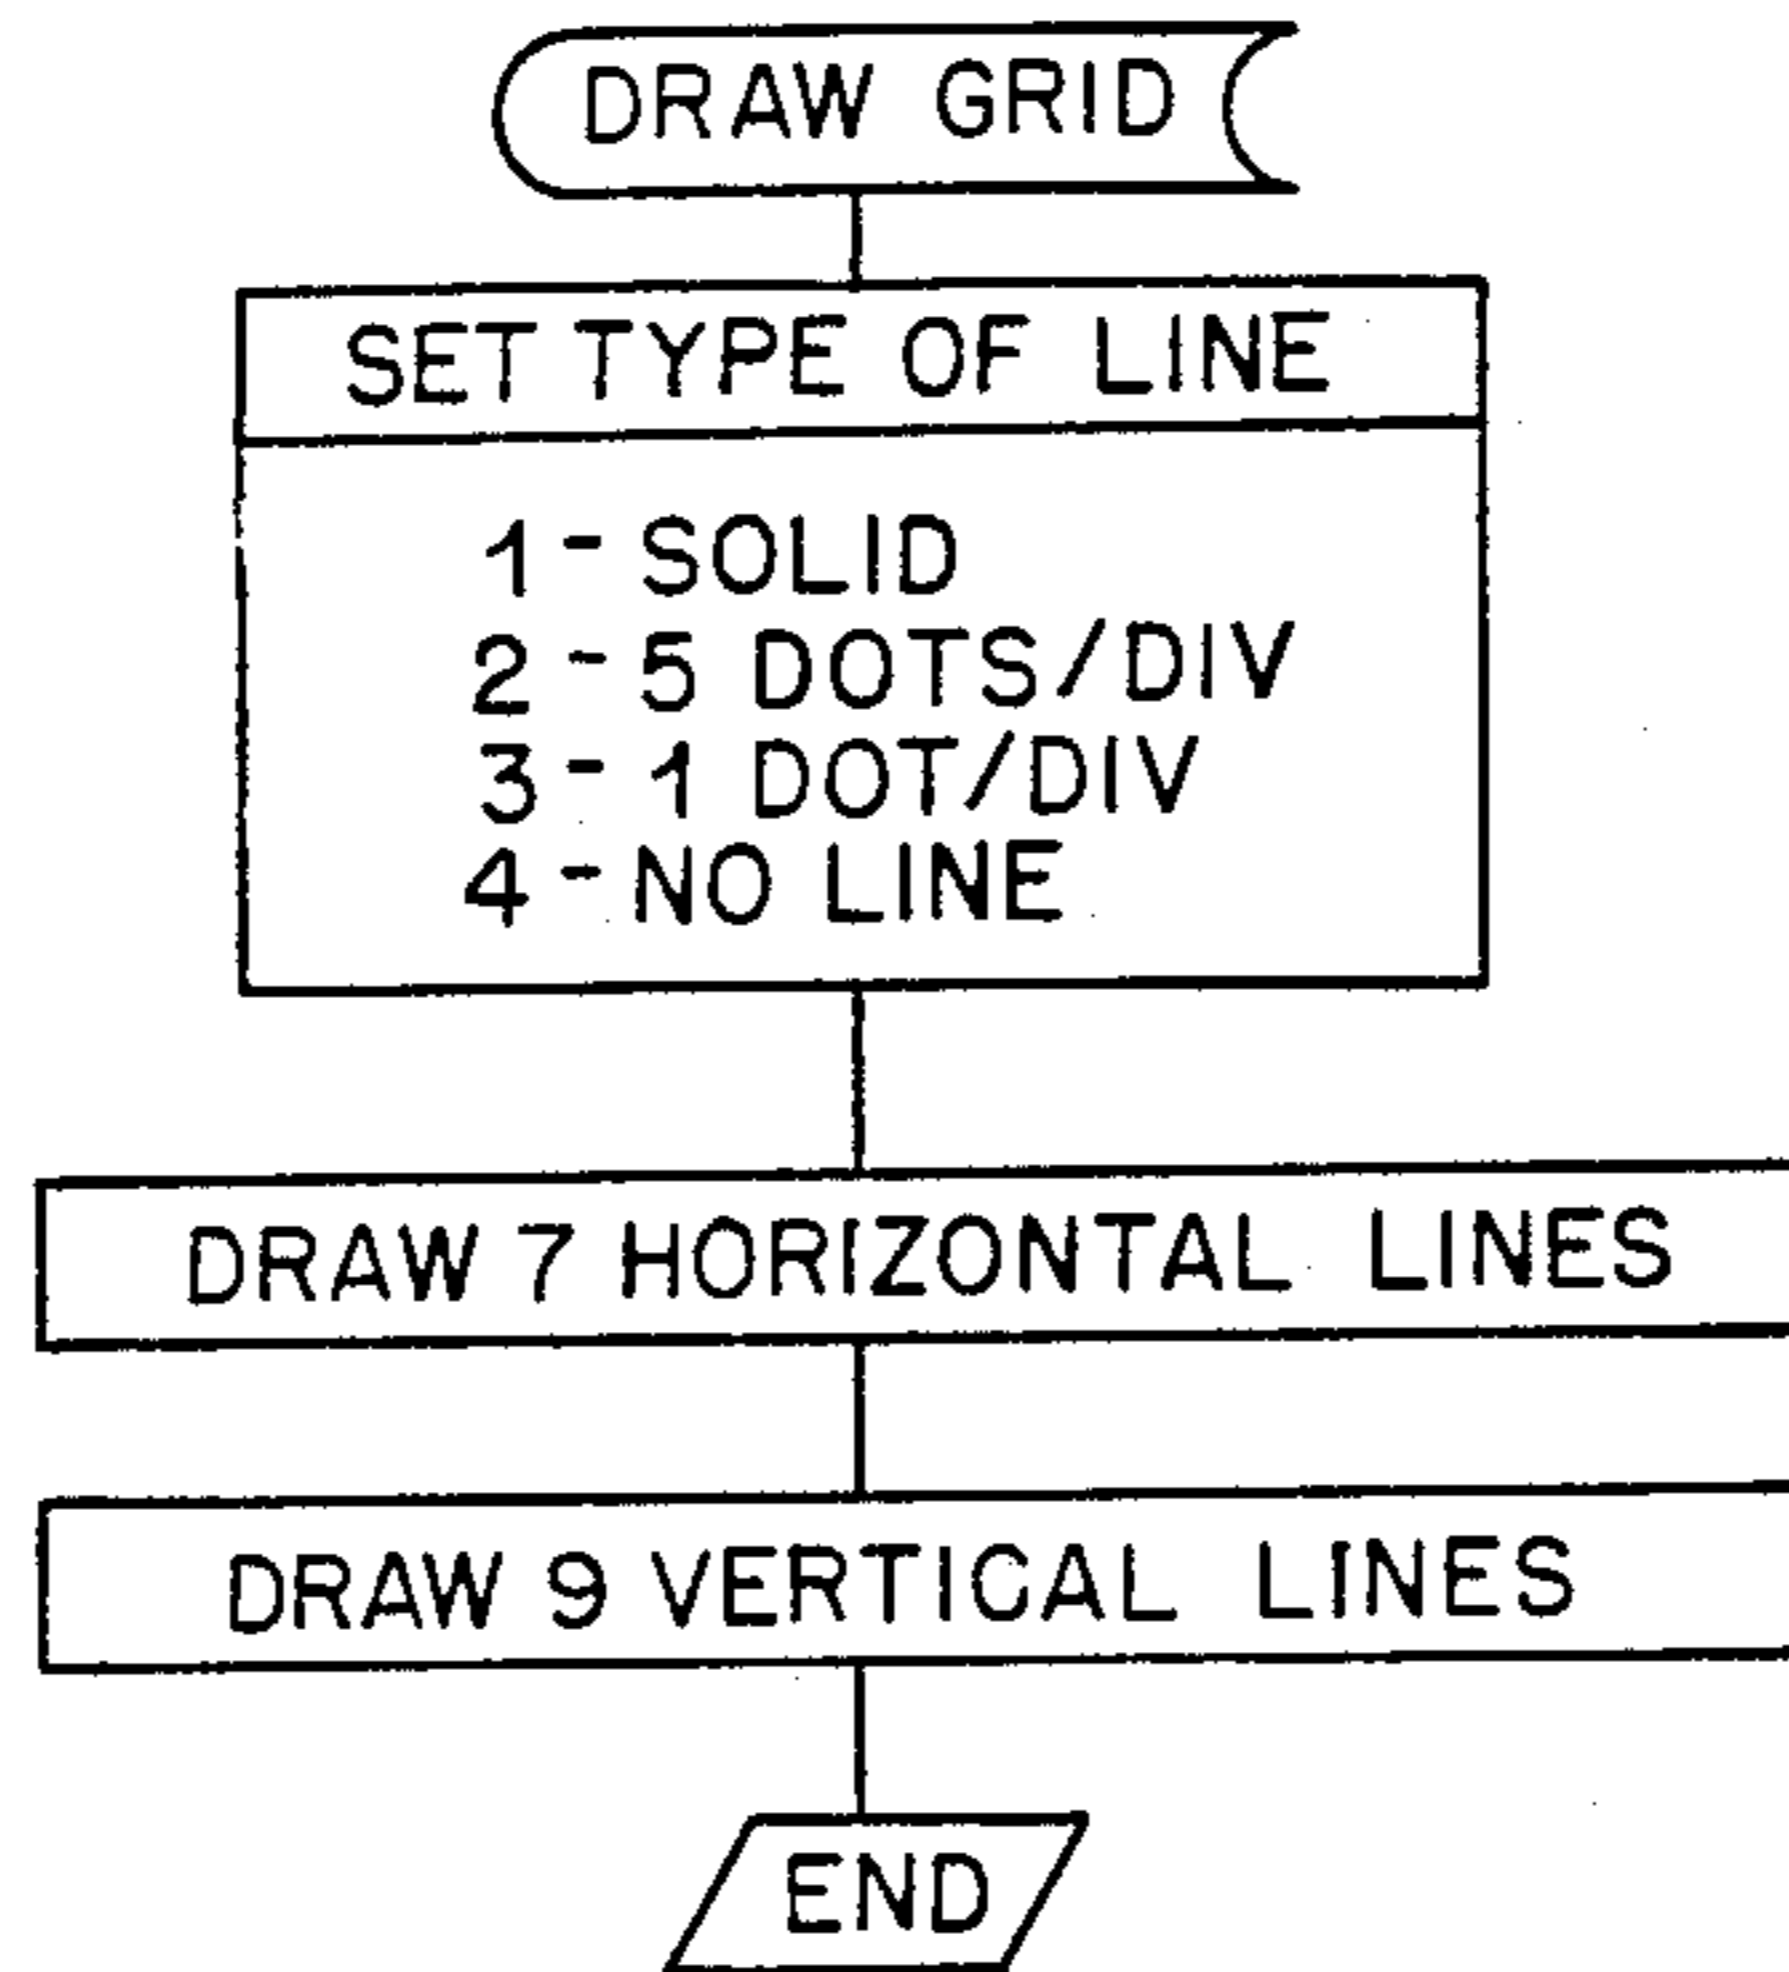 DRAW GRID
SET TYPE OF LINE
1 - SOLID
2 - 5 DOTS/DIV
3 - 1 DOT/DIV
4 - NO LINE
DRAW 7 HORIZONTAL LINES
DRAW 9 VERTICAL LINES
END